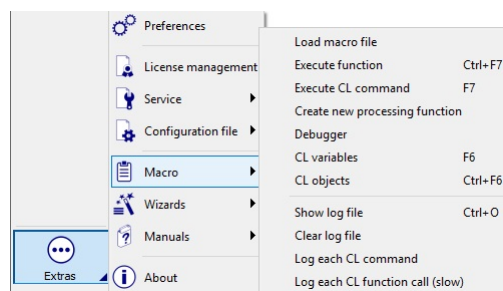 Preferences
License management
Service
Configuration file
Macro
Wizards
Manuals
About
Extras
Load macro file
Execute function Ctrl+F7
Execute CL command F7
Create new processing function
Debugger
CL variables F6
CL objects Ctrl+F6
Show log file Ctrl+O
Clear log file
Log each CL command
Log each CL function call (slow)